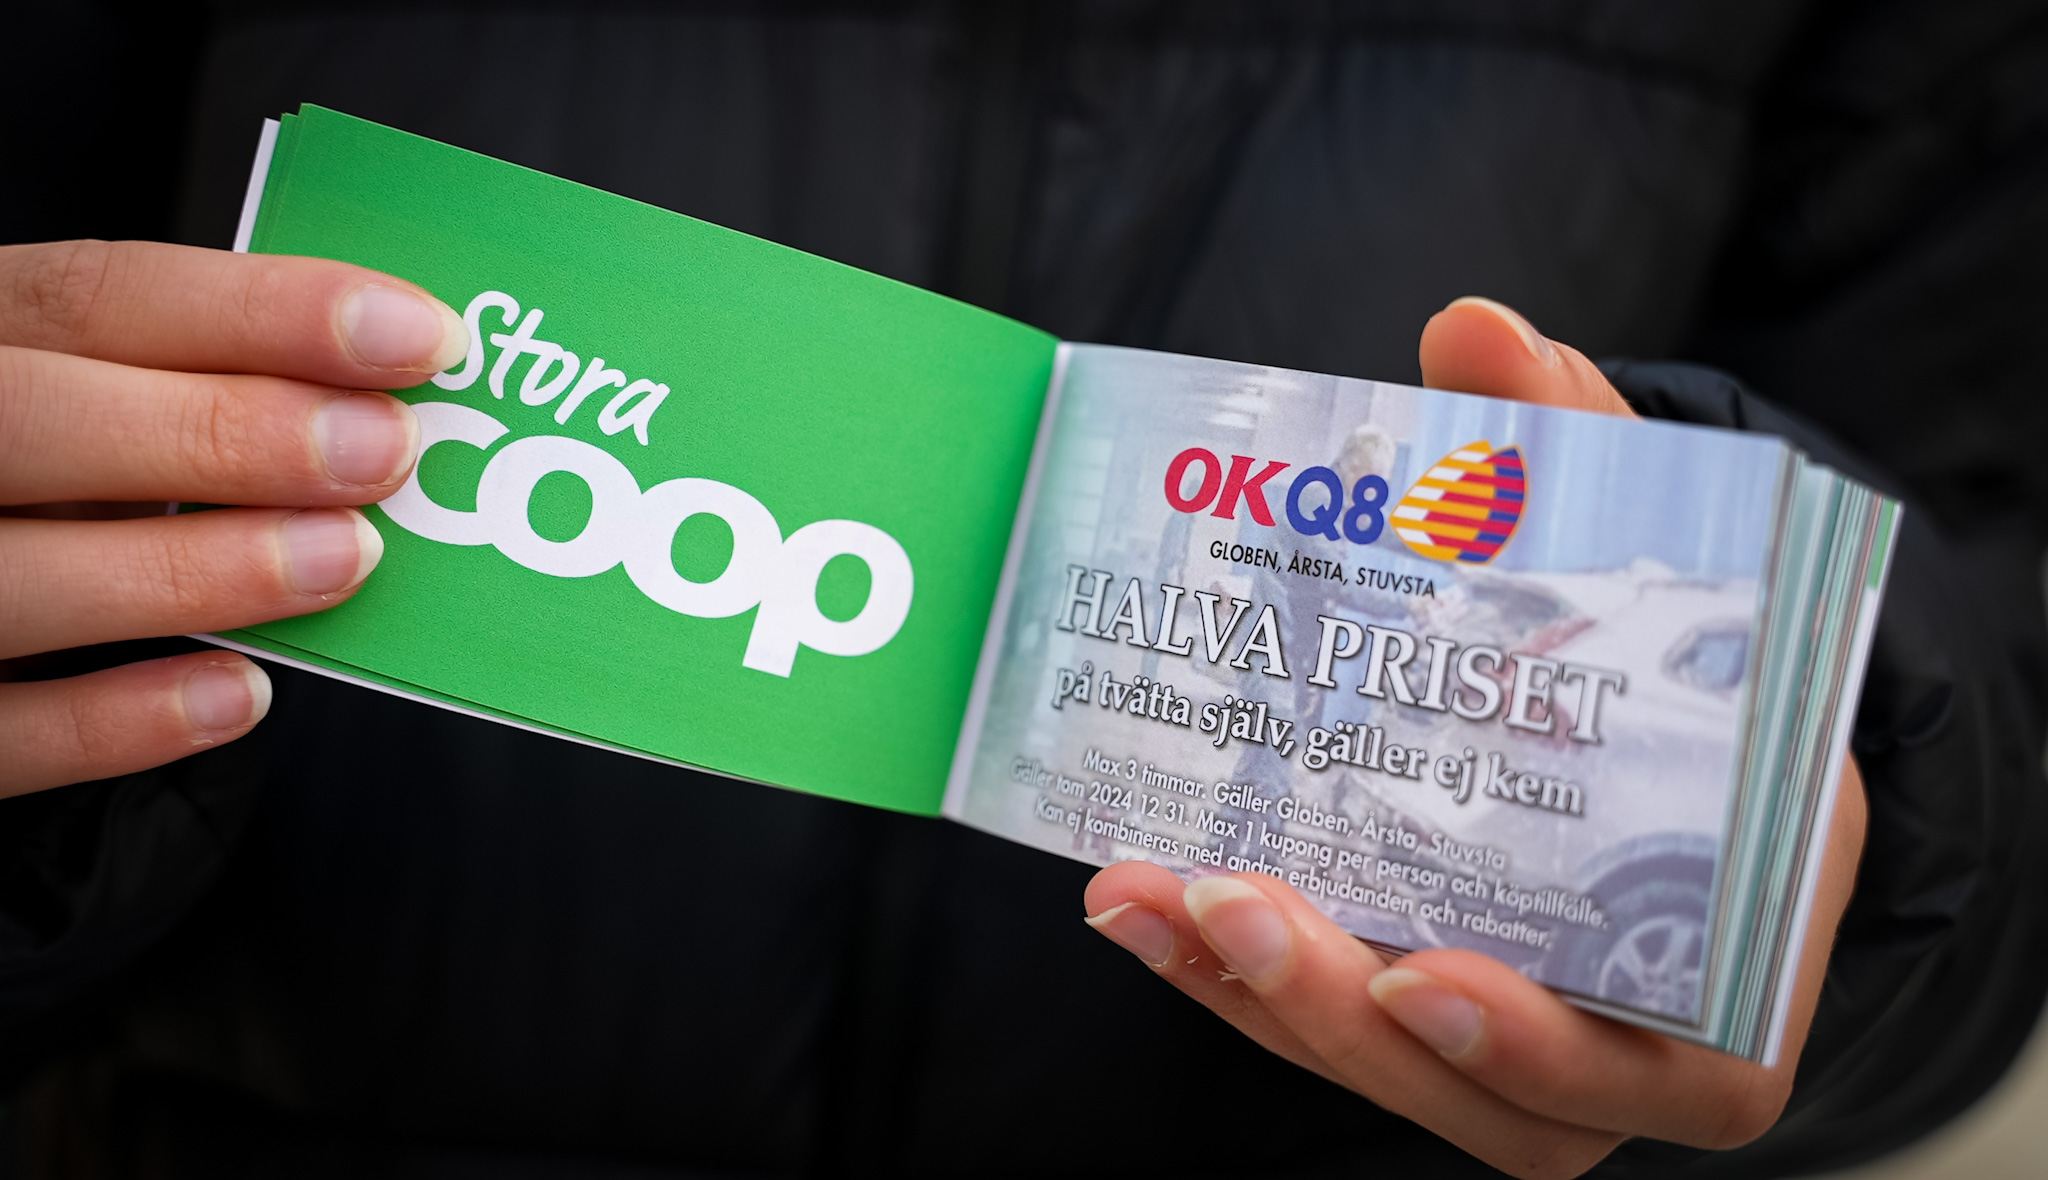 Stora
coop
OKQ8
GLOBEN, ÅRSTA, STUVSTA
HALVA PRISET
på tvätta själv, gäller ej kem
Max 3 timmar. Gäller Globen, Årsta, Stuvsta
Gäller tom 2024 12 31. Max 1 kupong per person och köptillfälle.
Kan ej kombineras med andra erbjudanden och rabatter.